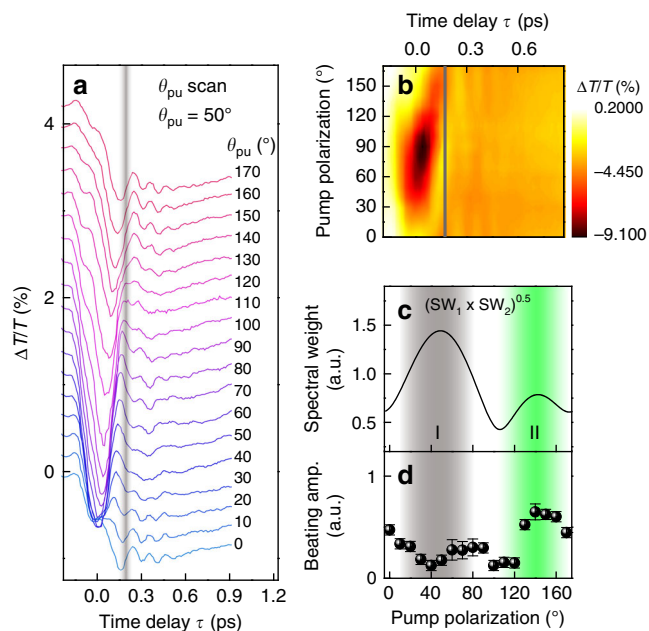 a
θpu scan
θpu = 50°
θpu (°)
170
160
150
140
130
120
110
100
90
80
70
60
50
40
30
20
10
0
ΔT/T (%)
4
2
0
0.0 0.3 0.6 0.9 1.2
Time delay τ (ps)
Time delay τ (ps)
0.0 0.2 0.6
b
Pump polarization (°)
150
120
90
60
30
0
ΔT/T (%)
0.2000
−4.450
−9.100
c
(SW₁ x SW₂)⁰·⁵
Spectral weight
(a.u.)
1.5
1.0
0.5
I
II
d
Beating amp.
(a.u.)
1
0
0 40 80 120 160
Pump polarization (°)